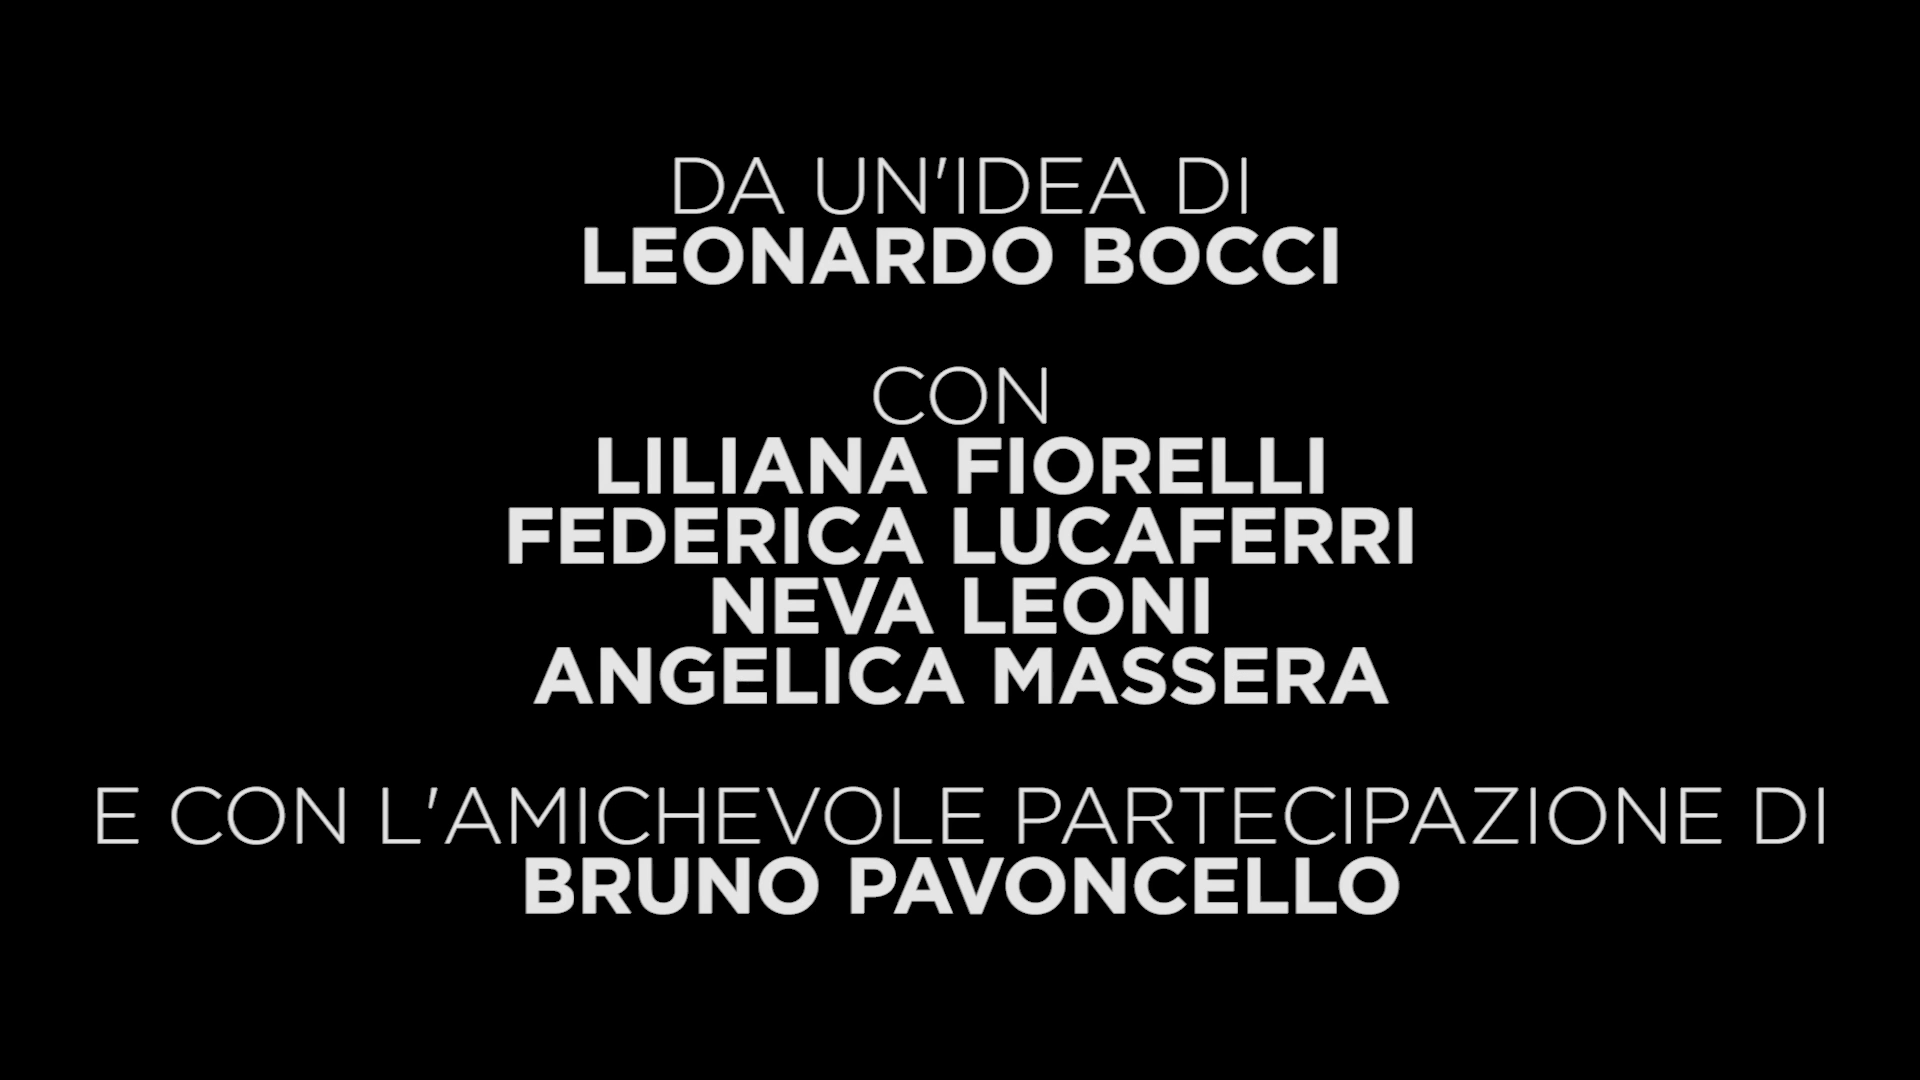 DA UN'IDEA DI
LEONARDO BOCCI
CON
LILIANA FIORELLI
FEDERICA LUCAFERRI
NEVA LEONI
ANGELICA MASSERA
E CON L'AMICHEVOLE PARTECIPAZIONE DI
BRUNO PAVONCELLO